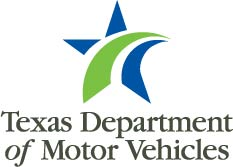 Texas Department
of Motor Vehicles